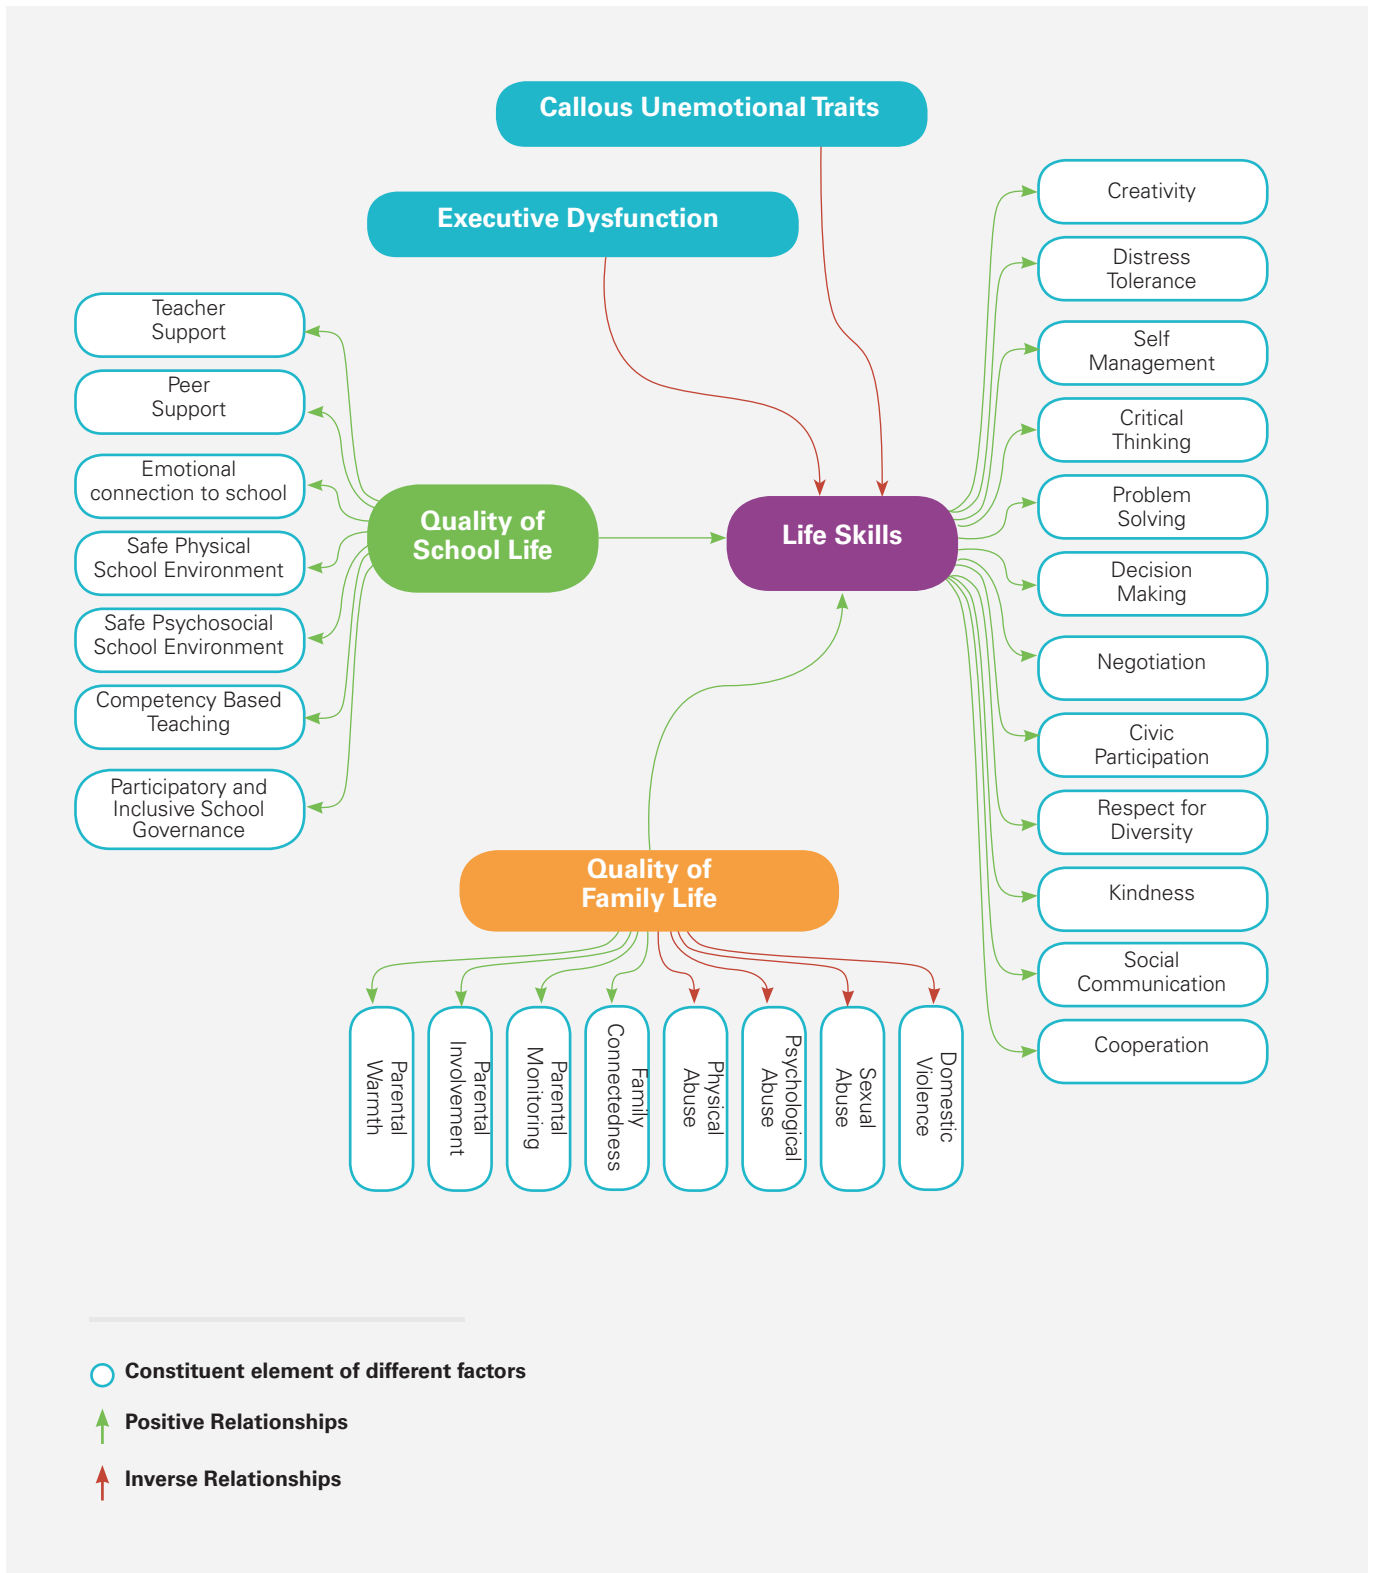 Callous Unemotional Traits
Executive Dysfunction
Teacher
Support
Peer
Support
Emotional
connection to school
Safe Physical
School Environment
Safe Psychosocial
School Environment
Competency Based
Teaching
Participatory and
Inclusive School
Governance
Quality of
School Life
Life Skills
Creativity
Distress
Tolerance
Self
Management
Critical
Thinking
Problem
Solving
Decision
Making
Negotiation
Civic
Participation
Respect for
Diversity
Kindness
Social
Communication
Cooperation
Quality of
Family Life
Parental
Warmth
Parental
Involvement
Parental
Monitoring
Family
Connectedness
Physical
Abuse
Psychological
Abuse
Sexual
Abuse
Domestic
Violence
Constituent element of different factors
Positive Relationships
Inverse Relationships